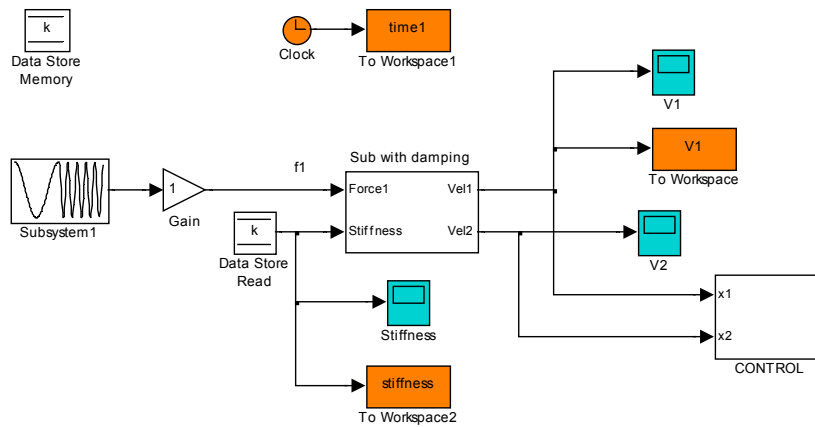 k
Data Store
Memory
Clock
time1
To Workspace1
V1
V1
To Workspace
Subsystem1
1
Gain
f1
Sub with damping
Force1
Stiffness
Vel1
Vel2
k
Data Store
Read
V2
Stiffness
x1
x2
CONTROL
stiffness
To Workspace2